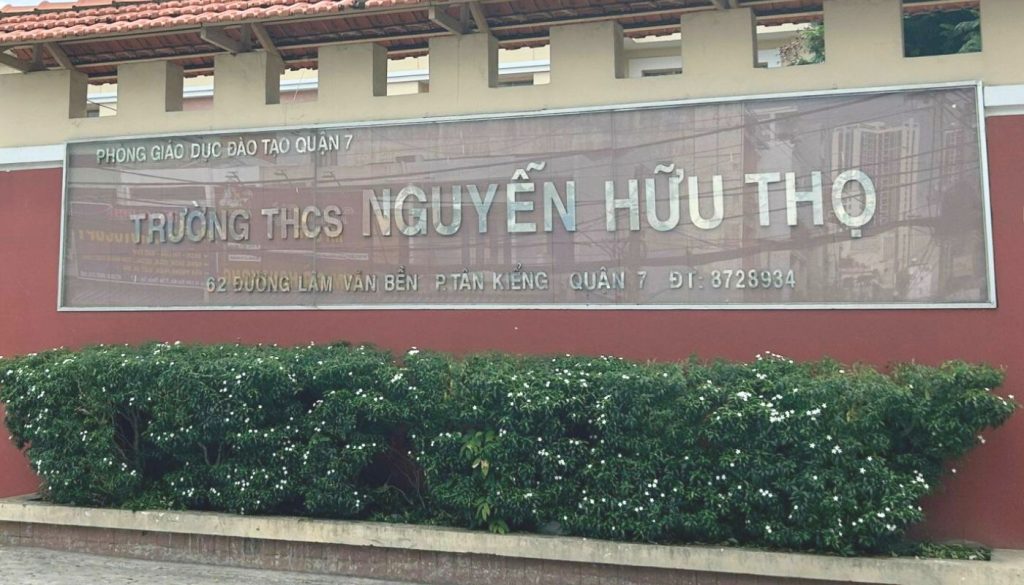 PHÒNG GIÁO DỤC ĐÀO TẠO QUẬN 7
TRƯỜNG THCS NGUYỄN HỮU THỌ
62 ĐƯỜNG LÂM VĂN BỀN P.TÂN KIỂNG QUẬN 7 ĐT: 8728934